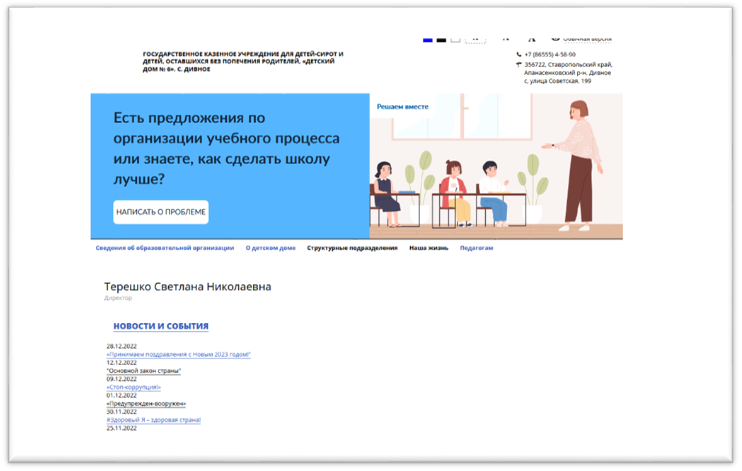 Обычная версия
ГОСУДАРСТВЕННОЕ КАЗЕННОЕ УЧРЕЖДЕНИЕ ДЛЯ ДЕТЕЙ-СИРОТ И
ДЕТЕЙ, ОСТАВШИХСЯ БЕЗ ПОПЕЧЕНИЯ РОДИТЕЛЕЙ, «ДЕТСКИЙ
ДОМ № 6». С. ДИВНОЕ
+7 (86555) 4-56-90
356722, Ставропольский край,
Апанасенковский р-н, Дивное
с, улица Советская, 199
Есть предложения по
организации учебного процесса
или знаете, как сделать школу
лучше?
НАПИСАТЬ О ПРОБЛЕМЕ
Решаем вместе
Сведения об образовательной организации О детском доме Структурные подразделения Наша жизнь Педагогам
Терешко Светлана Николаевна
Директор
НОВОСТИ И СОБЫТИЯ
28.12.2022
«Принимаем поздравления с Новым 2023 годом!"
12.12.2022
"Основной закон страны"
09.12.2022
«Стоп-коррупция!»
01.12.2022
«Предупрежден-вооружен»
30.11.2022
#Здоровый Я – здоровая страна!
25.11.2022